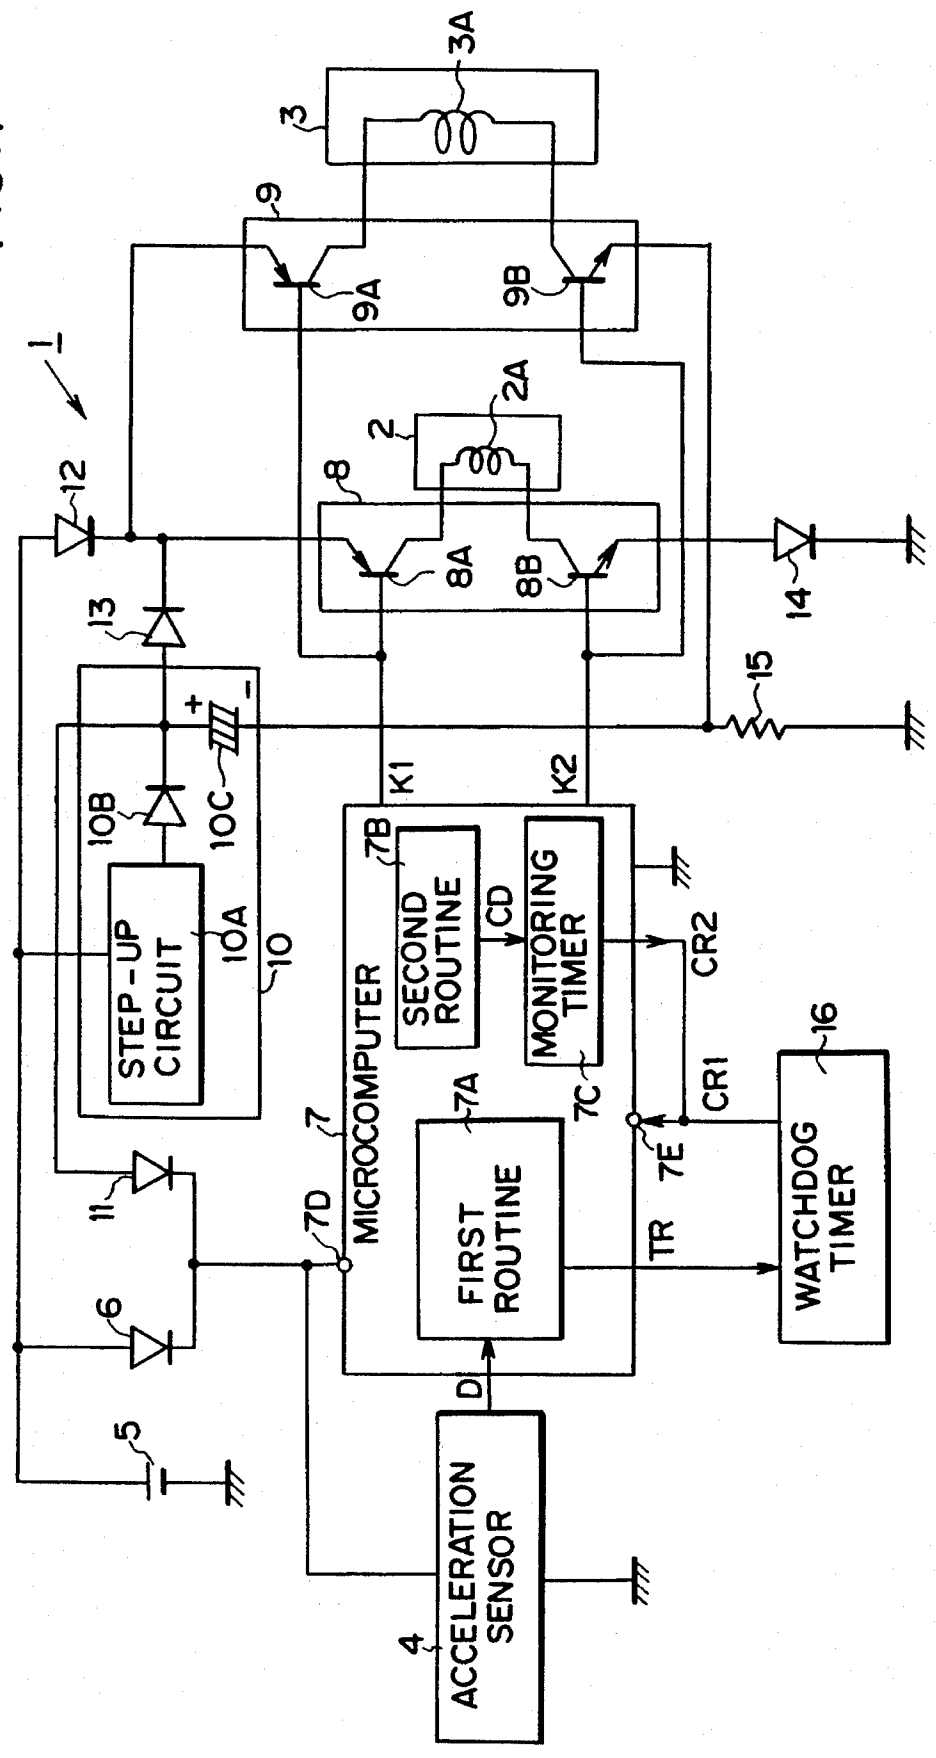 1
5
6
11
STEP-UP
CIRCUIT
10A
10
10B
10C
+
-
13
12
4
ACCELERATION
SENSOR
D
7D
7
MICROCOMPUTER
FIRST
ROUTINE
7A
SECOND
ROUTINE
7B
CD
MONITORING
TIMER
7C
K1
K2
7E
TR
CR1
CR2
WATCHDOG
TIMER
16
8
8A
8B
2
2A
9
9A
9B
3
3A
14
15